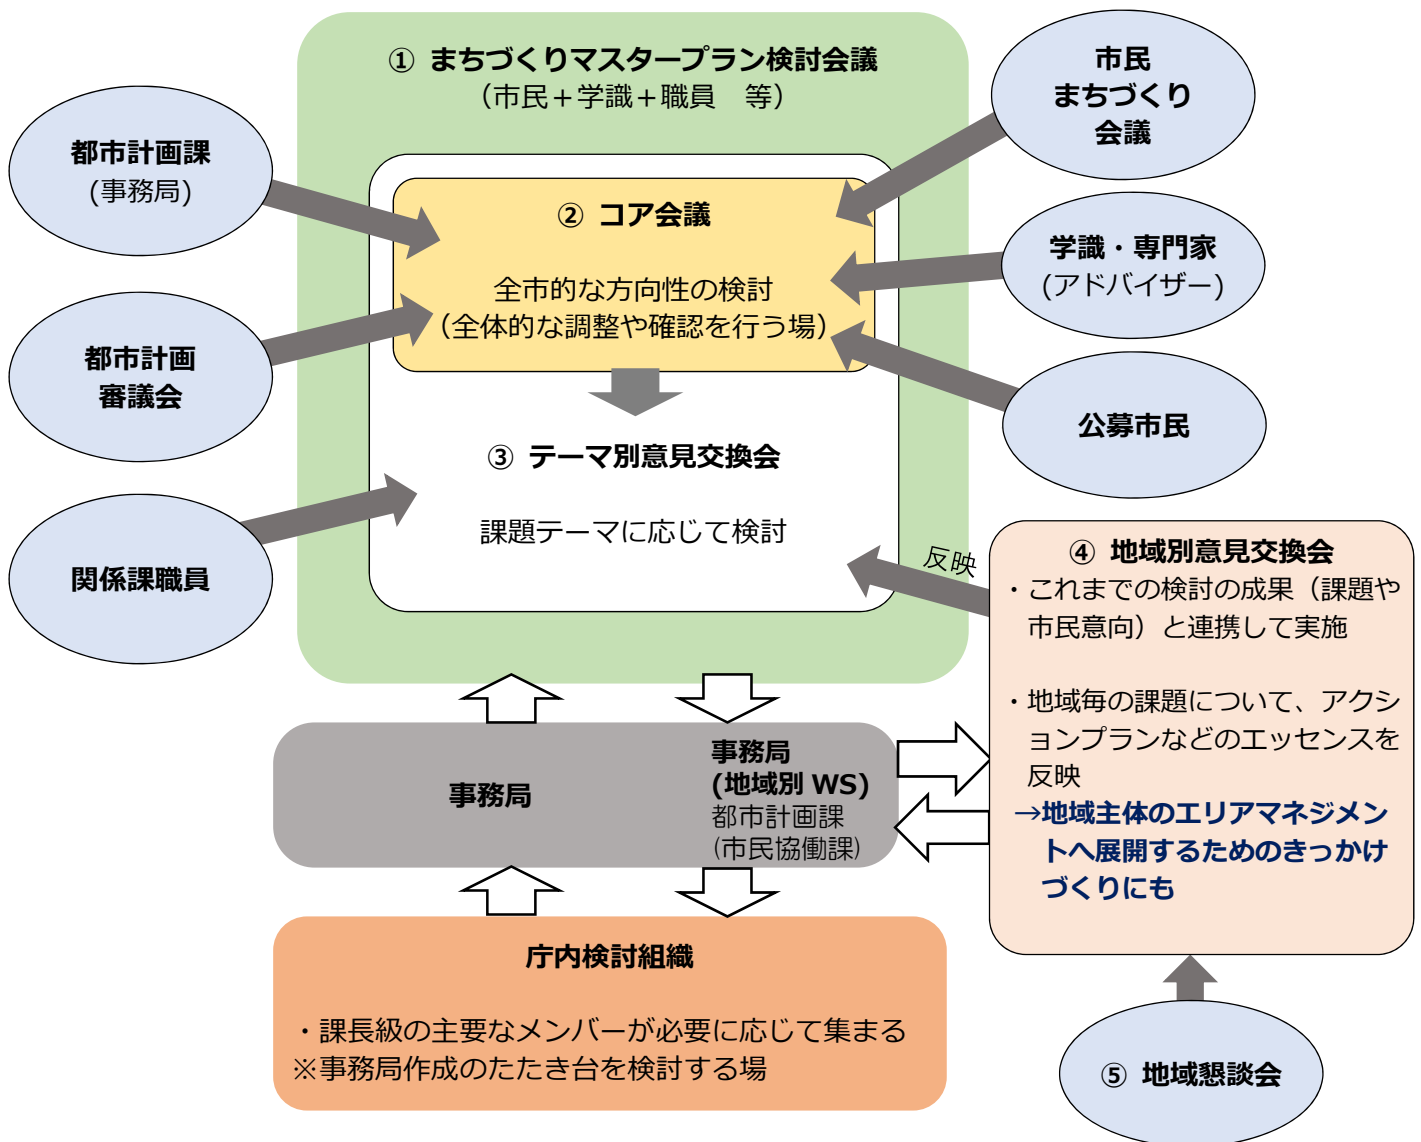 ① まちづくりマスタープラン検討会議
（市民＋学識＋職員　等）
市民
まちづくり
会議
都市計画課
(事務局)
② コア会議
全市的な方向性の検討
（全体的な調整や確認を行う場）
学識・専門家
(アドバイザー)
都市計画
審議会
公募市民
③ テーマ別意見交換会
課題テーマに応じて検討
関係課職員
反映
④ 地域別意見交換会
・これまでの検討の成果（課題や
市民意向）と連携して実施
・地域毎の課題について、アクシ
ョンプランなどのエッセンスを
反映
→地域主体のエリアマネジメン
トへ展開するためのきっかけ
づくりにも
事務局
事務局
(地域別 WS)
都市計画課
(市民協働課)
庁内検討組織
・課長級の主要なメンバーが必要に応じて集まる
※事務局作成のたたき台を検討する場
⑤ 地域懇談会